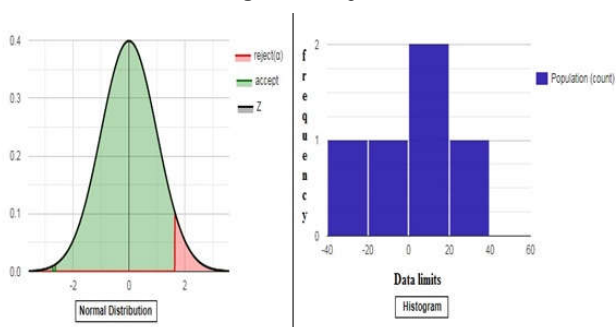 0.4
0.3
0.2
0.1
0.0
-2
0
2
reject(α)
accept
Z
Normal Distribution
frequency
2
1
0
-40
-20
0
20
40
60
Population (count)
Data limits
Histogram